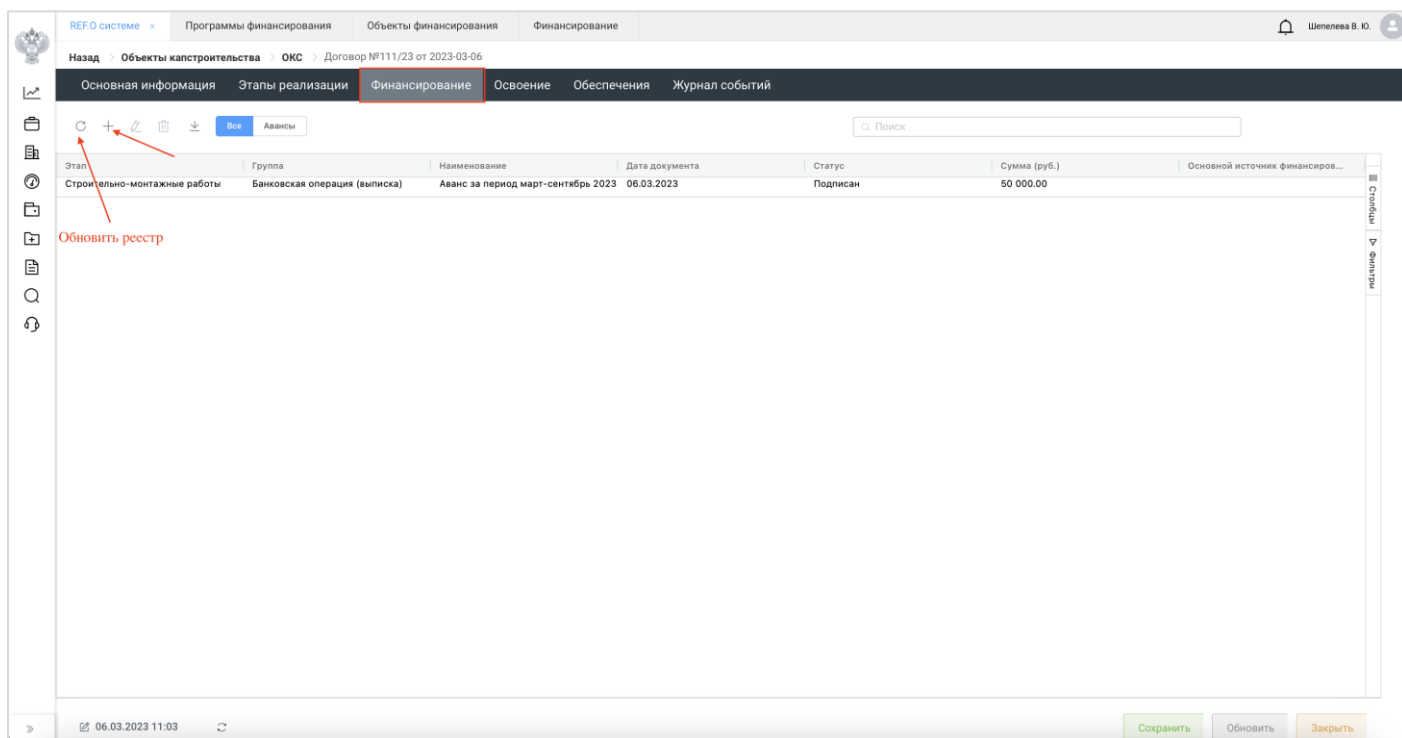 REF.О системе × Программы финансирования Объекты финансирования Финансирование Шепелева В. Ю.
Назад > Объекты капстроительства > ОКС > Договор №111/23 от 2023-03-06
Основная информация Этапы реализации Финансирование Освоение Обеспечения Журнал событий
Все Авансы Поиск
Этап Группа Наименование Дата документа Статус Сумма (руб.) Основной источник финансиров...
Строительно-монтажные работы Банковская операция (выписка) Аванс за период март-сентябрь 2023 06.03.2023 Подписан 50 000.00
Столбцы
Фильтры
Обновить реестр
06.03.2023 11:03 Сохранить Обновить Закрыть